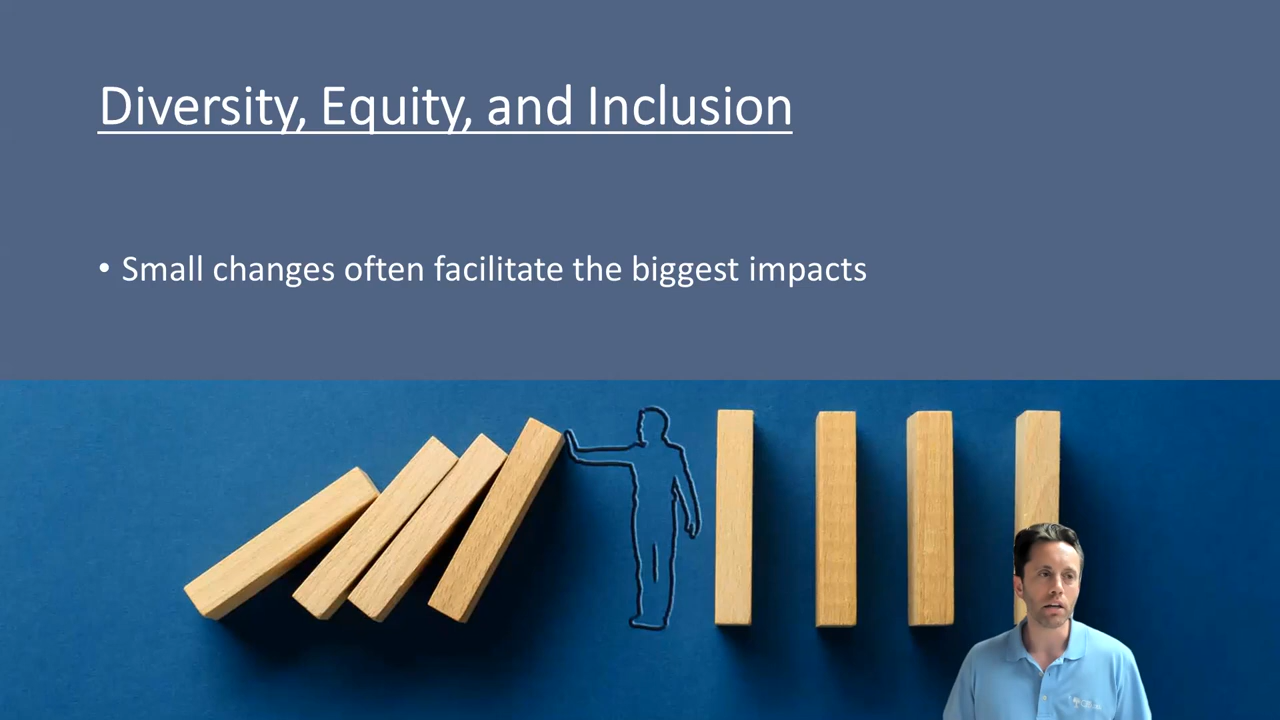 Diversity, Equity, and Inclusion
• Small changes often facilitate the biggest impacts